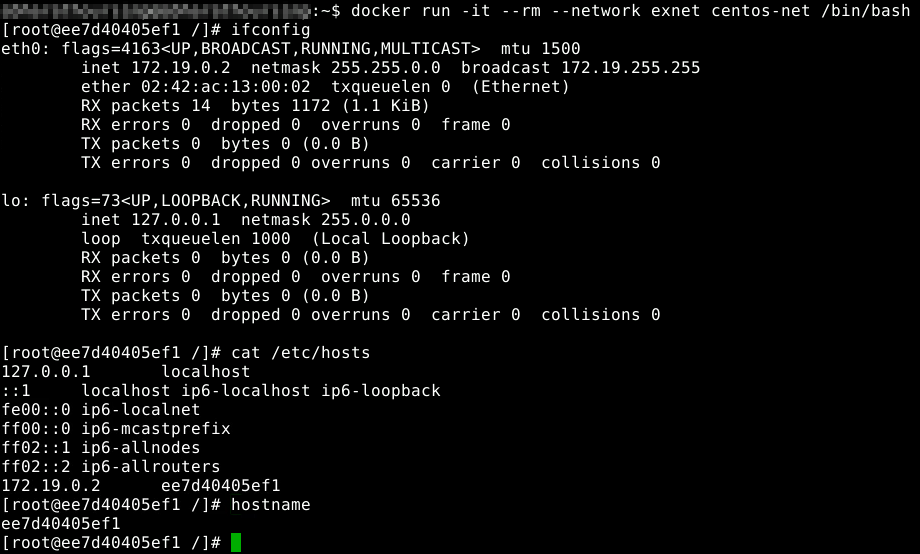 :~$ docker run -it --rm --network exnet centos-net /bin/bash
[root@ee7d40405ef1 /]# ifconfig
eth0: flags=4163<UP,BROADCAST,RUNNING,MULTICAST>  mtu 1500
        inet 172.19.0.2  netmask 255.255.0.0  broadcast 172.19.255.255
        ether 02:42:ac:13:00:02  txqueuelen 0  (Ethernet)
        RX packets 14  bytes 1172 (1.1 KiB)
        RX errors 0  dropped 0  overruns 0  frame 0
        TX packets 0  bytes 0 (0.0 B)
        TX errors 0  dropped 0 overruns 0  carrier 0  collisions 0

lo: flags=73<UP,LOOPBACK,RUNNING>  mtu 65536
        inet 127.0.0.1  netmask 255.0.0.0
        loop  txqueuelen 1000  (Local Loopback)
        RX packets 0  bytes 0 (0.0 B)
        RX errors 0  dropped 0  overruns 0  frame 0
        TX packets 0  bytes 0 (0.0 B)
        TX errors 0  dropped 0 overruns 0  carrier 0  collisions 0

[root@ee7d40405ef1 /]# cat /etc/hosts
127.0.0.1       localhost
::1     localhost ip6-localhost ip6-loopback
fe00::0 ip6-localnet
ff00::0 ip6-mcastprefix
ff02::1 ip6-allnodes
ff02::2 ip6-allrouters
172.19.0.2      ee7d40405ef1
[root@ee7d40405ef1 /]# hostname
ee7d40405ef1
[root@ee7d40405ef1 /]#